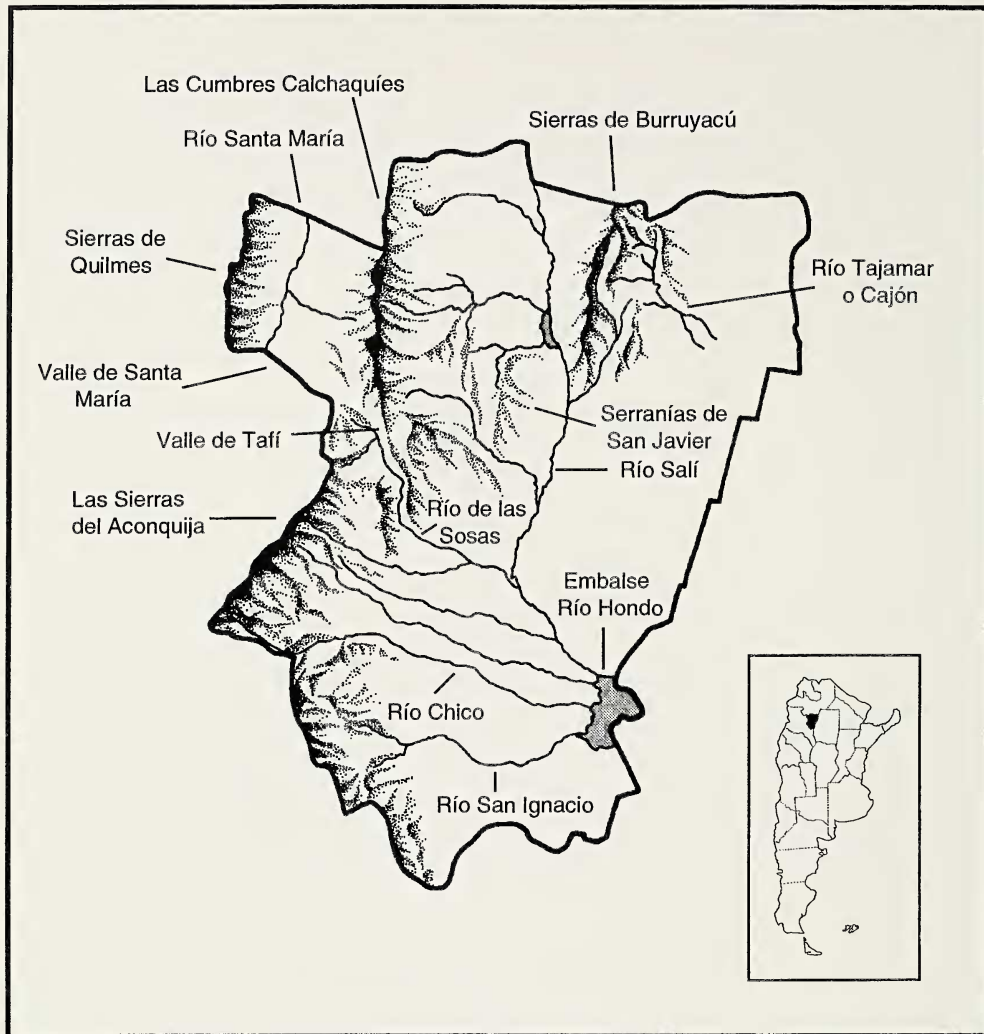 Las Cumbres Calchaquíes
Río Santa María
Sierras de Burruyacú
Sierras de
Quilmes
Río Tajamar
o Cajón
Valle de Santa
María
Serranías de
San Javier
Valle de Tafí
Río Salí
Las Sierras
del Aconquija
Río de las
Sosas
Embalse
Río Hondo
Río Chico
Río San Ignacio